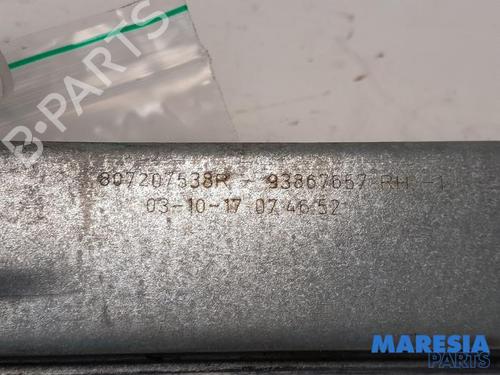 B-PARTS
807207538R - 93867657 RH -1
03-10-17 07:46:52
MARESIA
PARTS